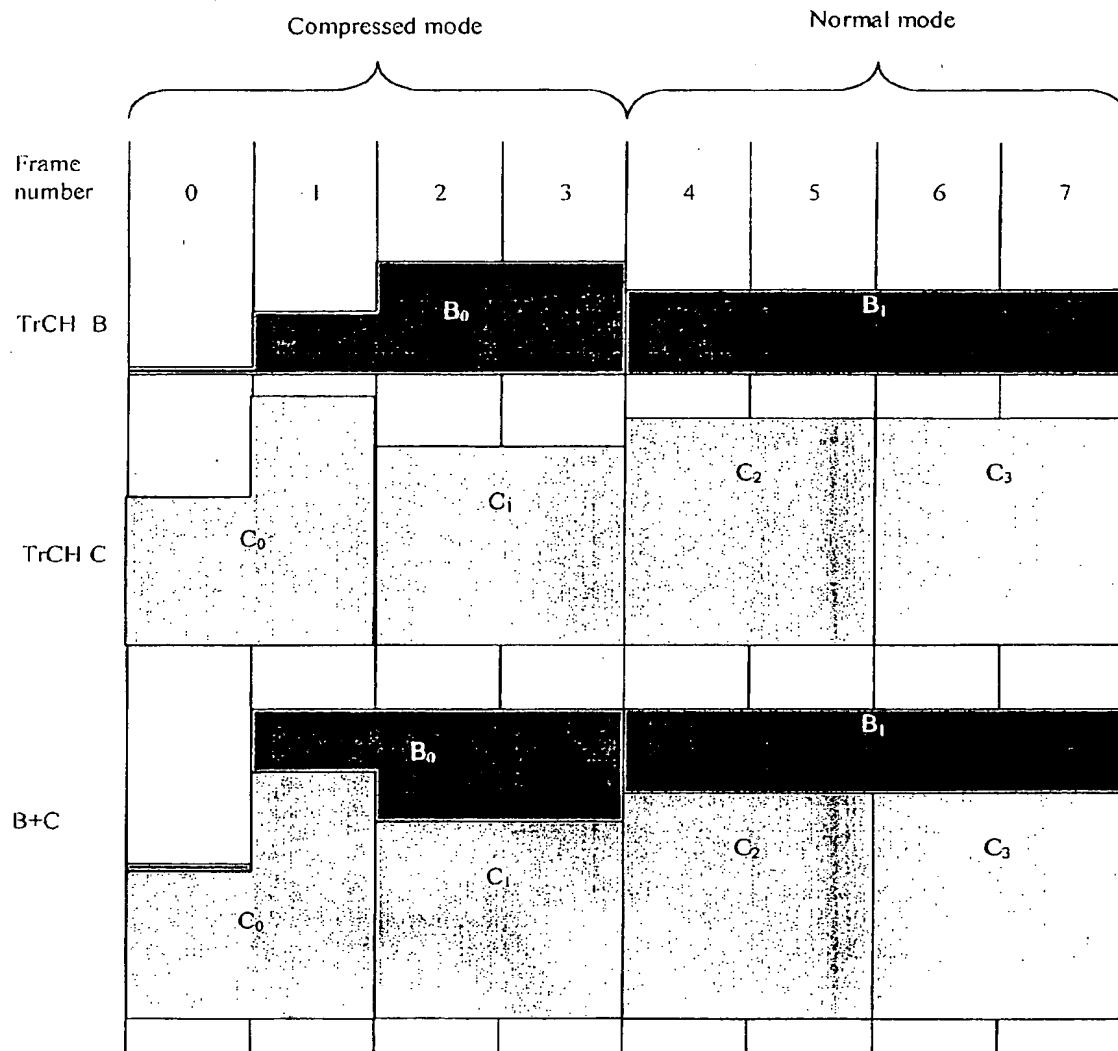 Compressed mode
Normal mode
Frame number
0 1 2 3 4 5 6 7
TrCH B
B₀
B₁
TrCH C
C₀
C₁
C₂
C₃
B+C
B₀
B₁
C₀
C₁
C₂
C₃